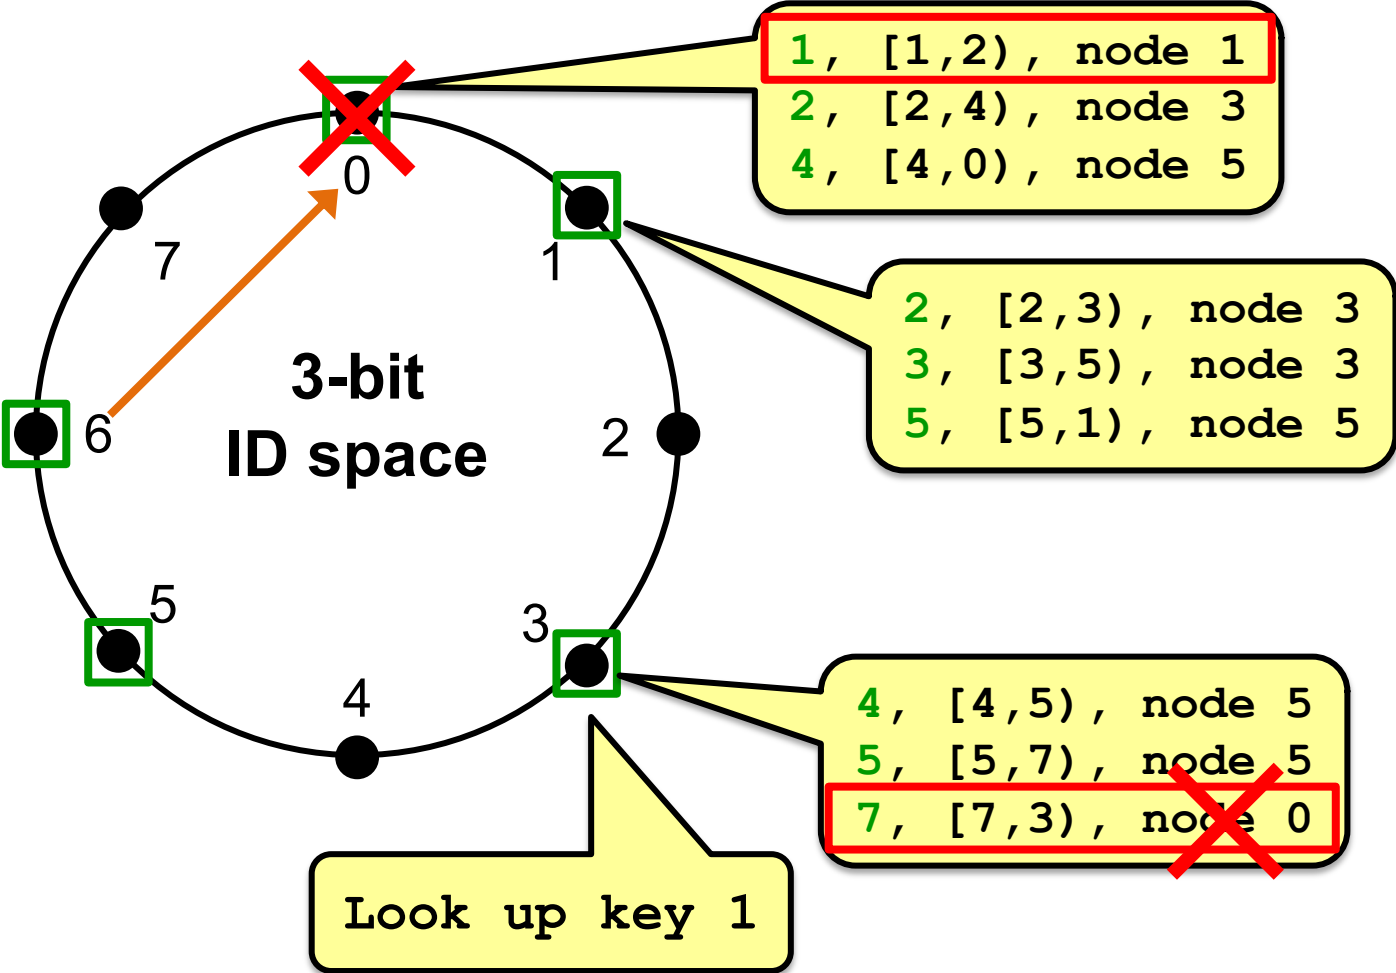 1, [1,2), node 1
2, [2,4), node 3
4, [4,0), node 5
0
7
1
2, [2,3), node 3
3, [3,5), node 3
5, [5,1), node 5
3-bit
ID space
6
2
5
3
4
4, [4,5), node 5
5, [5,7), node 5
7, [7,3), node 0
Look up key 1